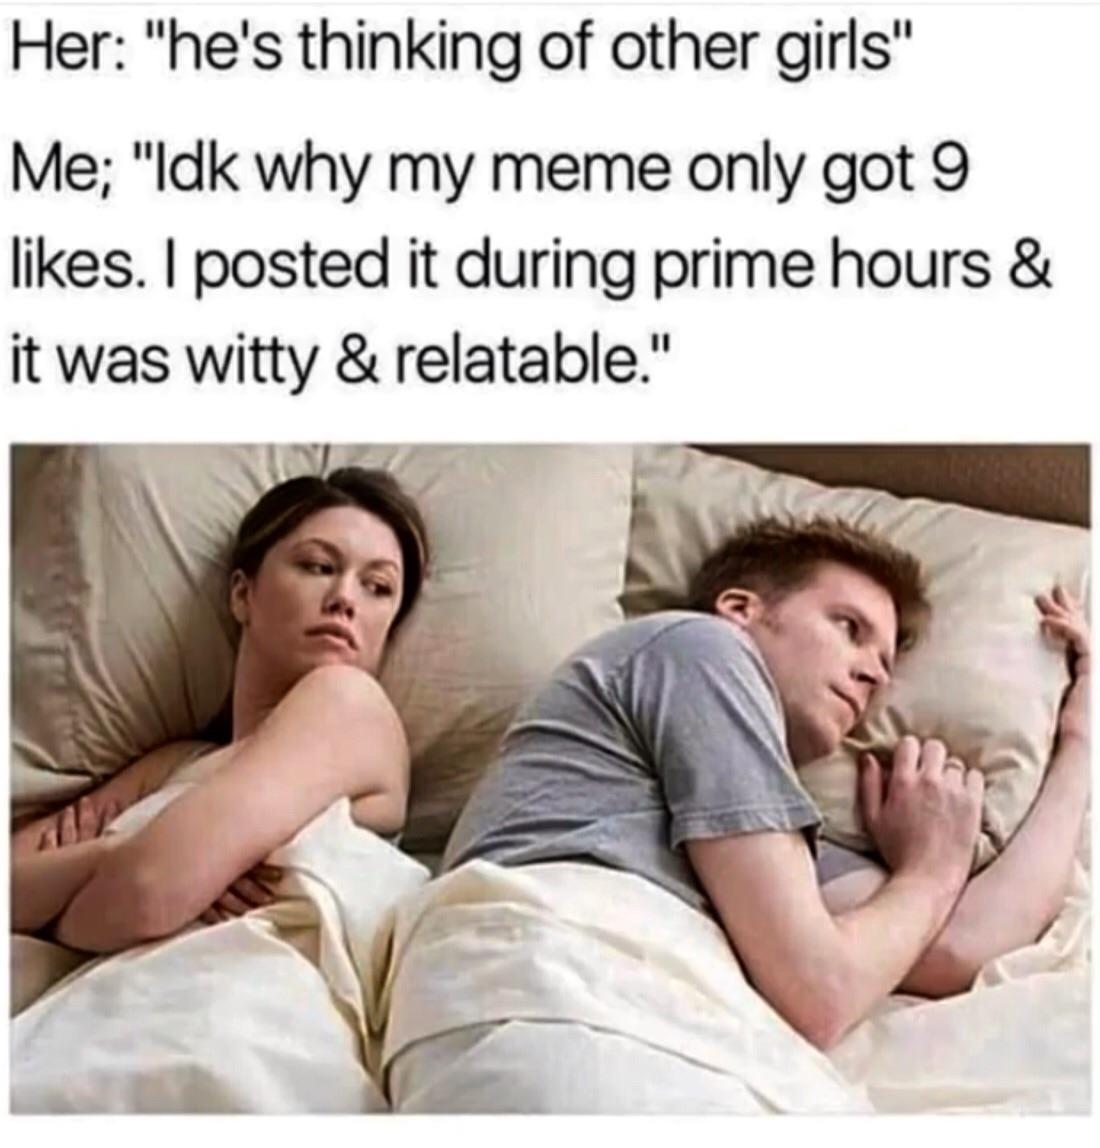 Her: "he's thinking of other girls"
Me; "Idk why my meme only got 9
likes. I posted it during prime hours &
it was witty & relatable."